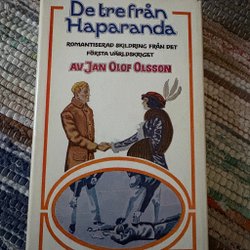 De tre från
Haparanda
ROMANTISERAD SKILDRING FRÅN DET
FÖRSTA VÄRLDSKRIGET
AV JAN OLOF OLSSON